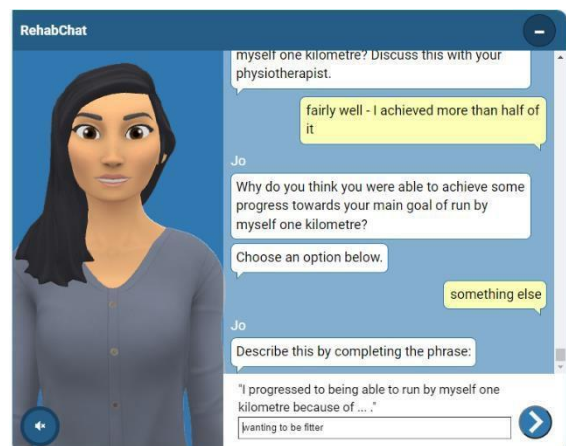 RehabChat
myself one kilometre? Discuss this with your
physiotherapist.
fairly well - I achieved more than half of
it
Jo
Why do you think you were able to achieve some
progress towards your main goal of run by
myself one kilometre?
Choose an option below.
something else
Jo
Describe this by completing the phrase:
"I progressed to being able to run by myself one
kilometre because of ... ."
wanting to be fitter